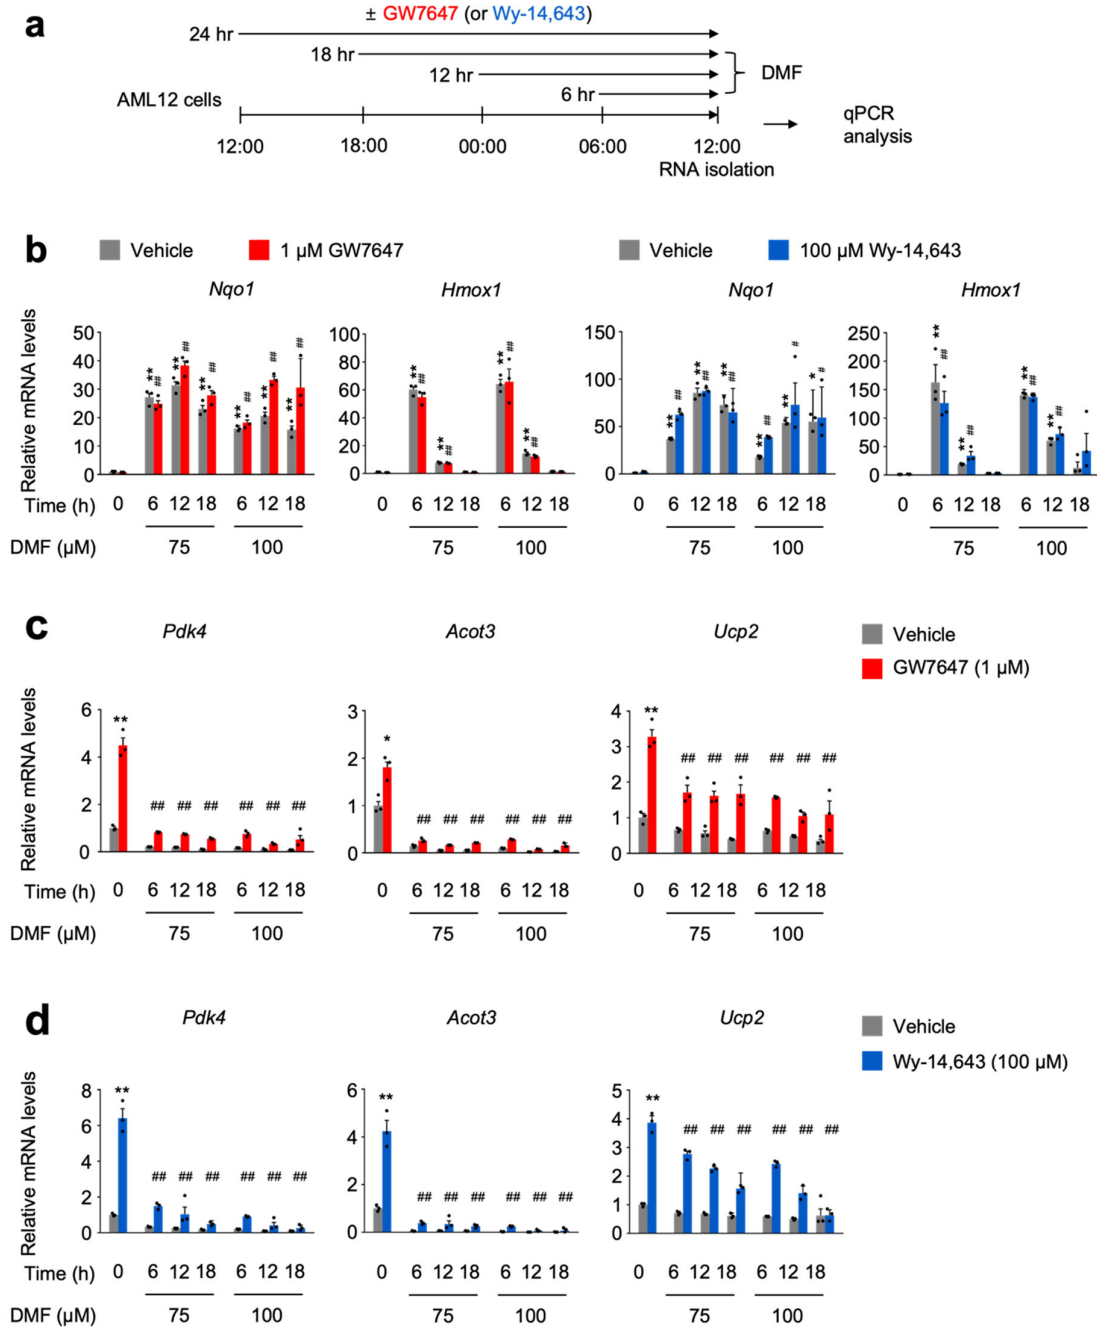 a
± GW7647 (or Wy-14,643)
24 hr
18 hr
12 hr
DMF
6 hr
AML12 cells
qPCR
analysis
12:00 18:00 00:00 06:00 12:00
RNA isolation
b
Vehicle 1 µM GW7647 Vehicle 100 µM Wy-14,643
Nqo1 Hmox1 Nqo1 Hmox1
Relative mRNA levels
50 40 30 20 10 0
** ## ** ## ** ## ** ## ** ## ** ##
100 80 60 40 20 0
** ## ** ## ** ## ** ##
150 100 50 0
** ## ** ## ** ## ** ## ** # * #
250 200 150 100 50 0
** ## ** ## ** ## ** ##
Time (h) 0 6 12 18 6 12 18 0 6 12 18 6 12 18 0 6 12 18 6 12 18 0 6 12 18 6 12 18
DMF (µM) 75 100 75 100 75 100 75 100
c
Pdk4 Acot3 Ucp2
Vehicle
GW7647 (1 µM)
Relative mRNA levels
6 4 2 0
** ## ## ## ## ## ##
3 2 1 0
* ## ## ## ## ## ##
4 3 2 1 0
** ## ## ## ## ## ##
Time (h) 0 6 12 18 6 12 18 0 6 12 18 6 12 18 0 6 12 18 6 12 18
DMF (µM) 75 100 75 100 75 100
d
Pdk4 Acot3 Ucp2
Vehicle
Wy-14,643 (100 µM)
Relative mRNA levels
8 6 4 2 0
** ## ## ## ## ## ##
6 4 2 0
** ## ## ## ## ## ##
5 4 3 2 1 0
** ## ## ## ## ## ##
Time (h) 0 6 12 18 6 12 18 0 6 12 18 6 12 18 0 6 12 18 6 12 18
DMF (µM) 75 100 75 100 75 100